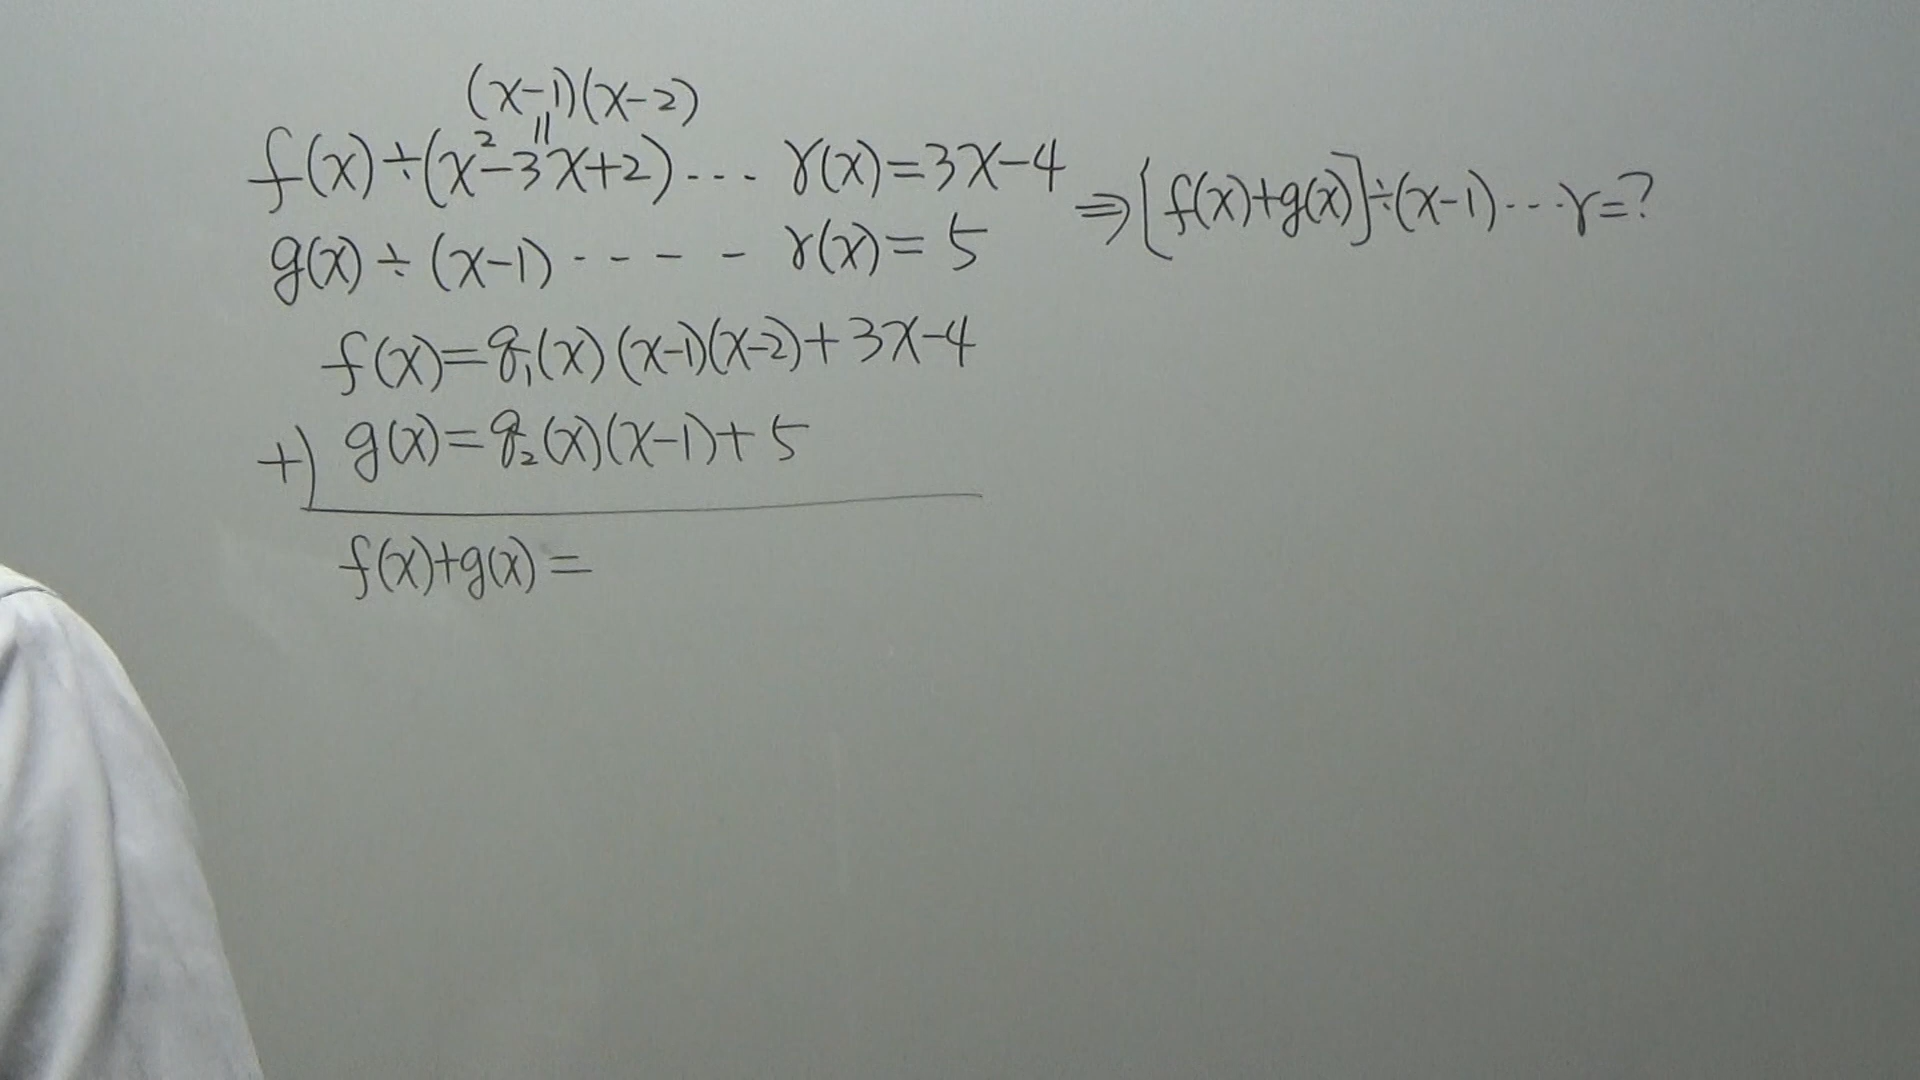 (x-1)(x-2)
||
f(x)÷(x²-3x+2)... r(x)=3x-4 ⇒[f(x)+g(x)]÷(x-1)...r=?
g(x)÷(x-1)----- r(x)=5
f(x)=q₁(x)(x-1)(x-2)+3x-4
+) g(x)=q₂(x)(x-1)+5
f(x)+g(x)=